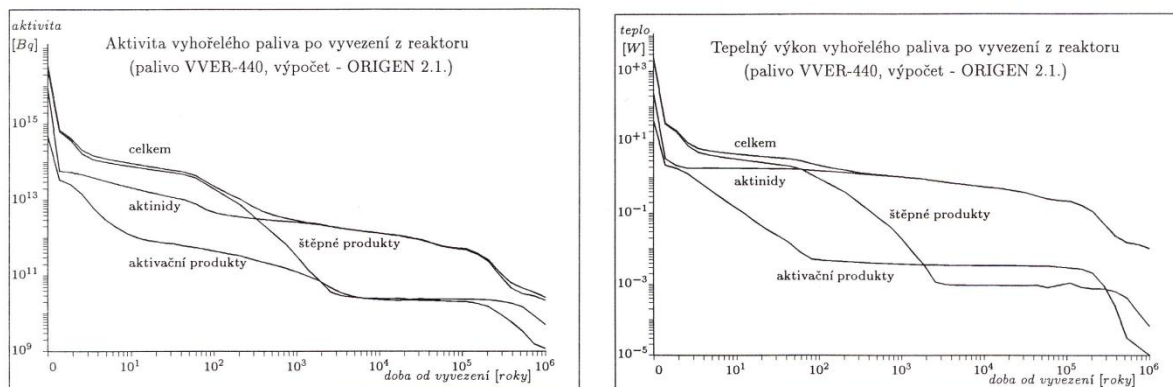 aktivita
[Bq]
Aktivita vyhořelého paliva po vyvezení z reaktoru
(palivo VVER-440, výpočet - ORIGEN 2.1.)
10^15
celkem
10^13
aktinidy
štěpné produkty
aktivační produkty
10^11
10^9
0 10^1 10^2 10^3 10^4 10^5 10^6
doba od vyvezení [roky]
teplo
[W]
Tepelný výkon vyhořelého paliva po vyvezení z reaktoru
(palivo VVER-440, výpočet - ORIGEN 2.1.)
10^+3
10^+1
celkem
aktinidy
10^-1
štěpné produkty
aktivační produkty
10^-3
10^-5
0 10^1 10^2 10^3 10^4 10^5 10^6
doba od vyvezení [roky]